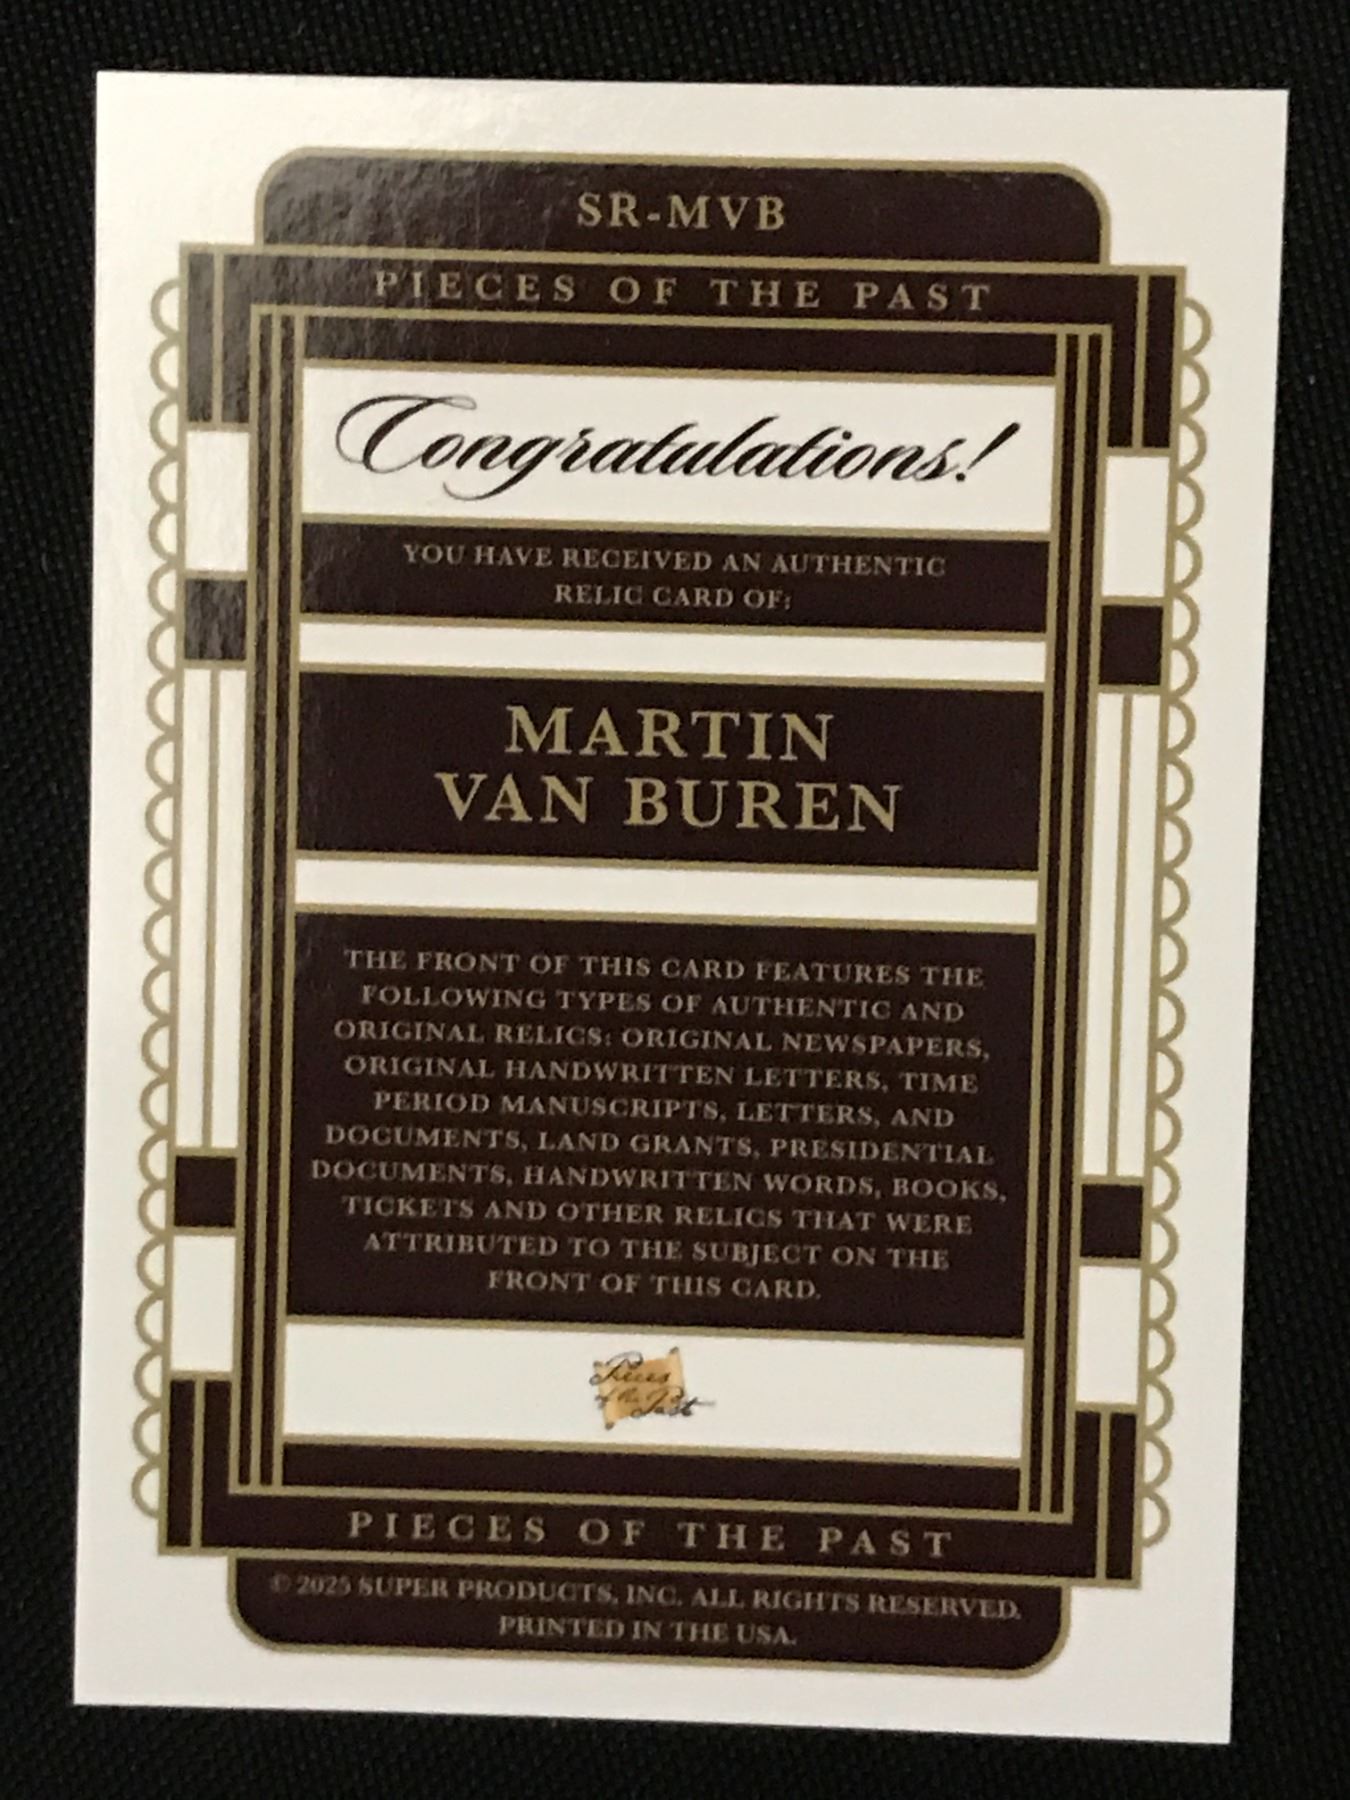 SR-MVB
PIECES OF THE PAST
Congratulations!
YOU HAVE RECEIVED AN AUTHENTIC
RELIC CARD OF:
MARTIN
VAN BUREN
THE FRONT OF THIS CARD FEATURES THE
FOLLOWING TYPES OF AUTHENTIC AND
ORIGINAL RELICS: ORIGINAL NEWSPAPERS,
ORIGINAL HANDWRITTEN LETTERS, TIME
PERIOD MANUSCRIPTS, LETTERS, AND
DOCUMENTS, LAND GRANTS, PRESIDENTIAL
DOCUMENTS, HANDWRITTEN WORDS, BOOKS,
TICKETS AND OTHER RELICS THAT WERE
ATTRIBUTED TO THE SUBJECT ON THE
FRONT OF THIS CARD.
Pieces
of the Past
PIECES OF THE PAST
© 2025 SUPER PRODUCTS, INC. ALL RIGHTS RESERVED.
PRINTED IN THE USA.